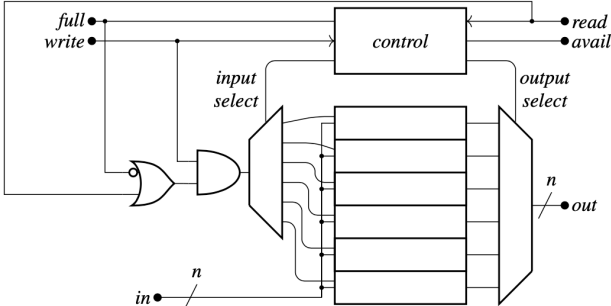 full
read
write
control
avail
input
select
output
select
n
out
n
in